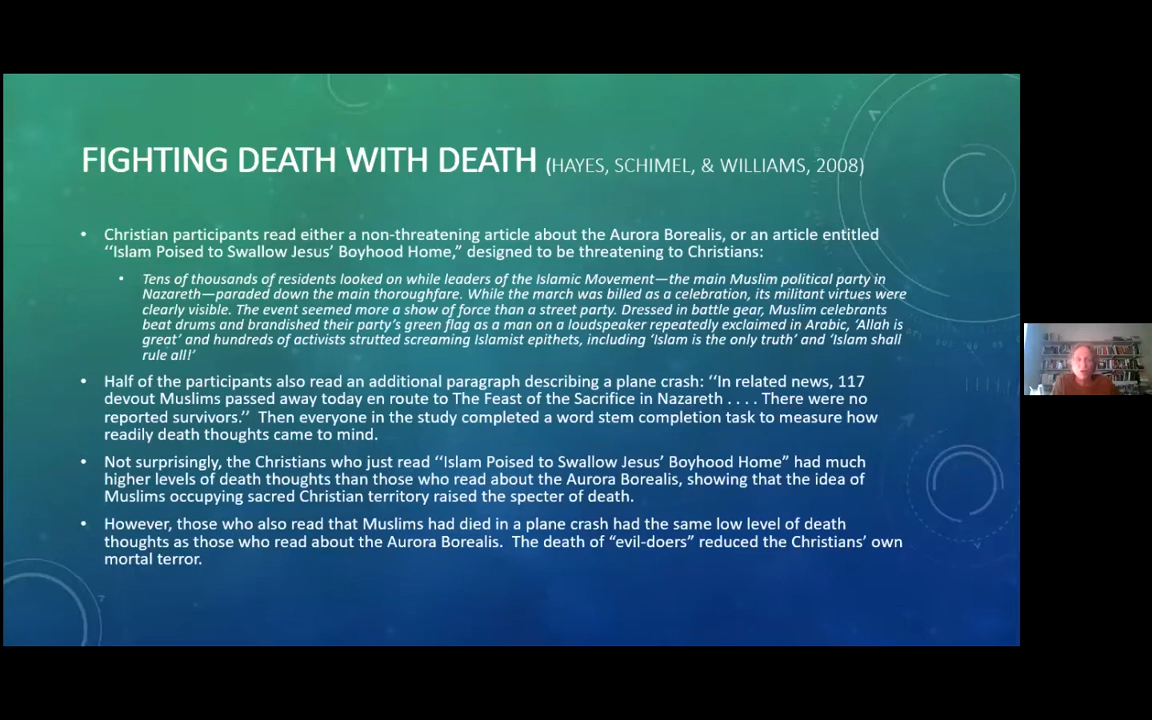 FIGHTING DEATH WITH DEATH (HAYES, SCHIMEL, & WILLIAMS, 2008)
• Christian participants read either a non-threatening article about the Aurora Borealis, or an article entitled
‘‘Islam Poised to Swallow Jesus’ Boyhood Home,” designed to be threatening to Christians:
• Tens of thousands of residents looked on while leaders of the Islamic Movement—the main Muslim political party in
Nazareth—paraded down the main thoroughfare. While the march was billed as a celebration, its militant virtues were
clearly visible. The event seemed more a show of force than a street party. Dressed in battle gear, Muslim celebrants
beat drums and brandished their party’s green flag as a man on a loudspeaker repeatedly exclaimed in Arabic, ‘Allah is
great’ and hundreds of activists strutted screaming Islamist epithets, including ‘Islam is the only truth’ and ‘Islam shall
rule all!’
• Half of the participants also read an additional paragraph describing a plane crash: ‘‘In related news, 117
devout Muslims passed away today en route to The Feast of the Sacrifice in Nazareth . . . . There were no
reported survivors.’’ Then everyone in the study completed a word stem completion task to measure how
readily death thoughts came to mind.
• Not surprisingly, the Christians who just read ‘‘Islam Poised to Swallow Jesus’ Boyhood Home” had much
higher levels of death thoughts than those who read about the Aurora Borealis, showing that the idea of
Muslims occupying sacred Christian territory raised the specter of death.
• However, those who also read that Muslims had died in a plane crash had the same low level of death
thoughts as those who read about the Aurora Borealis. The death of “evil-doers” reduced the Christians’ own
mortal terror.